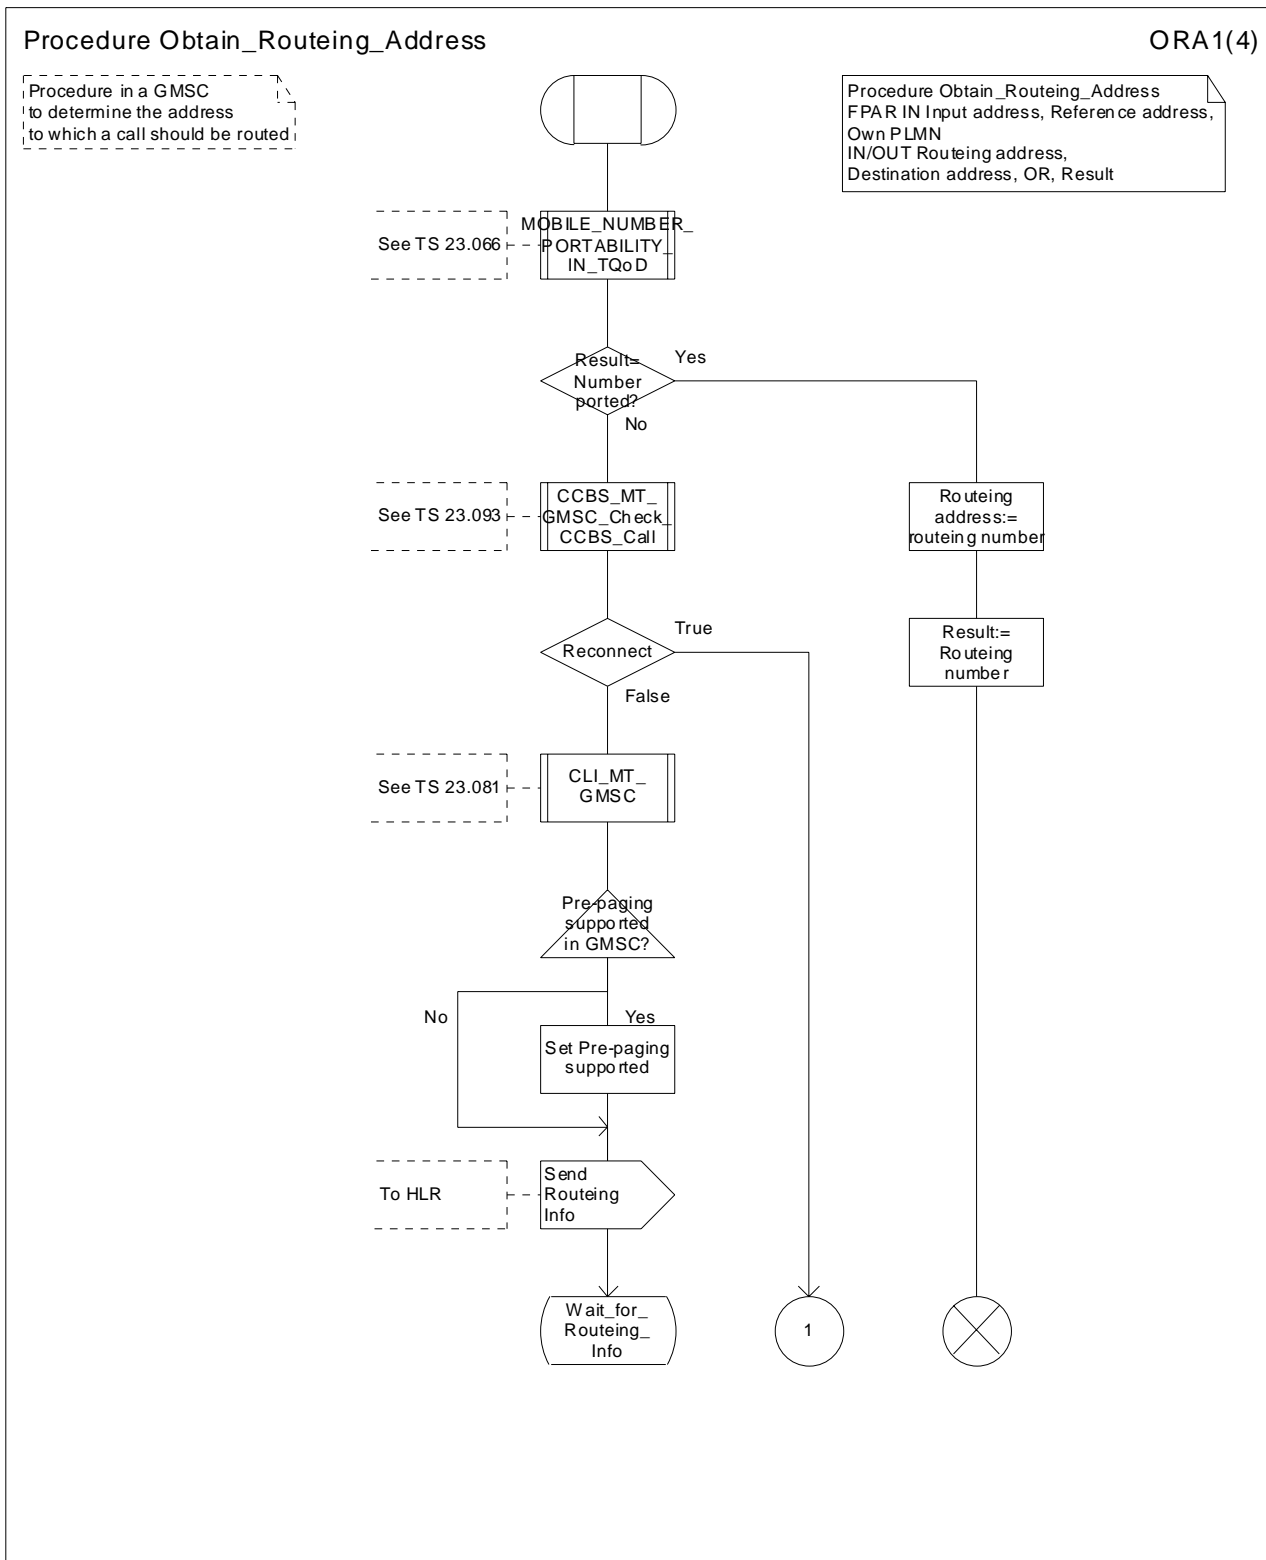 Procedure Obtain_Routeing_Address
ORA1(4)
Procedure in a GMSC
to determine the address
to which a call should be routed
Procedure Obtain_Routeing_Address
FPAR IN Input address, Reference address,
Own PLMN
IN/OUT Routeing address,
Destination address, OR, Result
See TS 23.066
MOBILE_NUMBER_
PORTABILITY_
IN_TQoD
Result=
Number
ported?
Yes
No
See TS 23.093
CCBS_MT_
GMSC_Check_
CCBS_Call
Routeing
address:=
routeing number
Reconnect
True
False
Result:=
Routeing
number
See TS 23.081
CLI_MT_
GMSC
Pre-paging
supported
in GMSC?
No
Yes
Set Pre-paging
supported
To HLR
Send
Routeing
Info
Wait_for_
Routeing_
Info
1